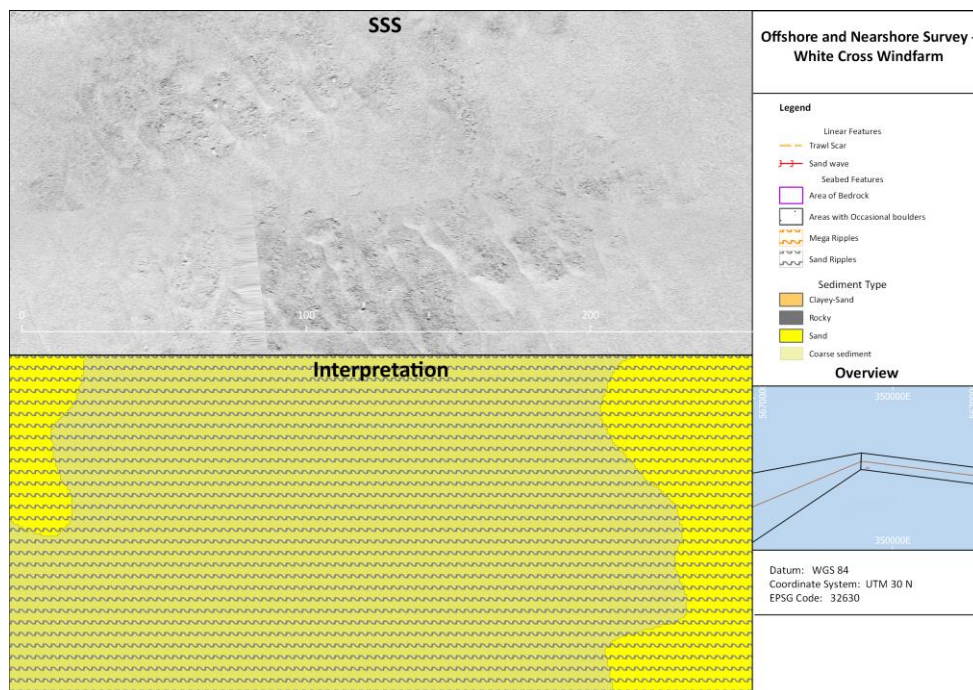 SSS
0
100
200
Interpretation
Offshore and Nearshore Survey -
White Cross Windfarm
Legend
Linear Features
Trawl Scar
Sand wave
Seabed Features
Area of Bedrock
Areas with Occasional boulders
Mega Ripples
Sand Ripples
Sediment Type
Clayey-Sand
Rocky
Sand
Coarse sediment
Overview
350000E
350000E
Datum: WGS 84
Coordinate System: UTM 30 N
EPSG Code: 32630